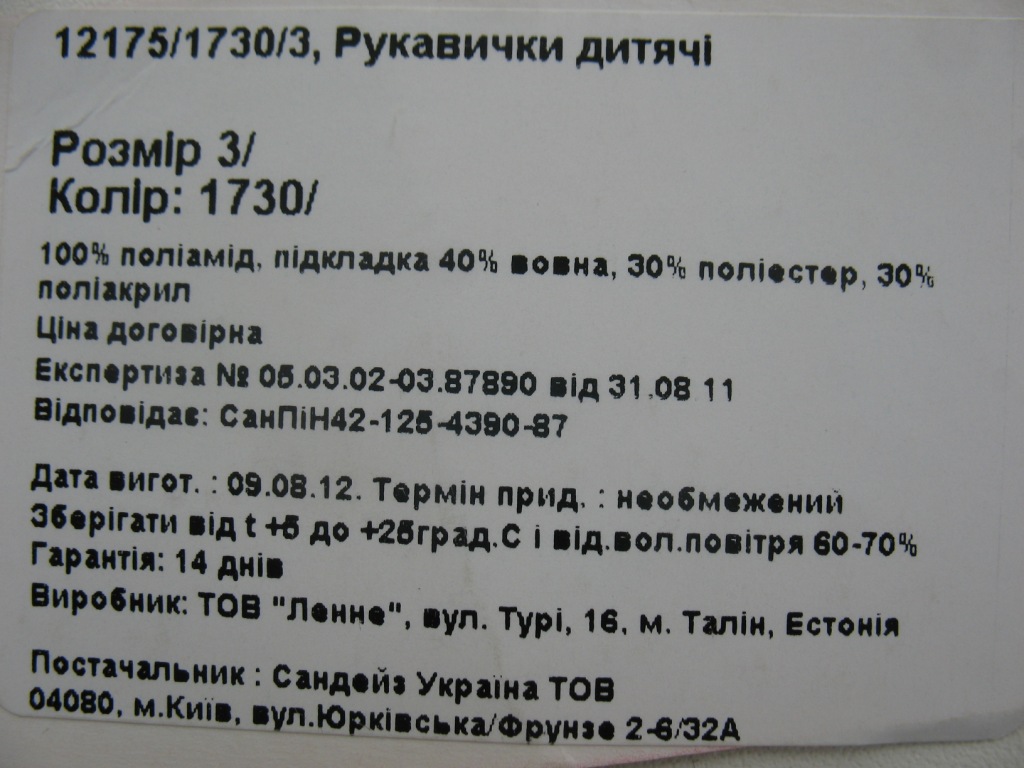 12175/1730/3, Рукавички дитячі
Розмір 3/
Колір: 1730/
100% поліамід, підкладка 40% вовна, 30% поліестер, 30%
поліакрил
Ціна договірна
Експертиза № 05.03.02-03.87890 від 31.08 11
Відповідає: СанПіН42-125-4390-87
Дата вигот. : 09.08.12. Термін прид. : необмежений
Зберігати від t +5 до +25град.С і від.вол.повітря 60-70%
Гарантія: 14 днів
Виробник: ТОВ "Ленне", вул. Турі, 16, м. Талін, Естонія
Постачальник : Сандейз Україна ТОВ
04080, м.Київ, вул.Юрківська/Фрунзе 2-6/32А